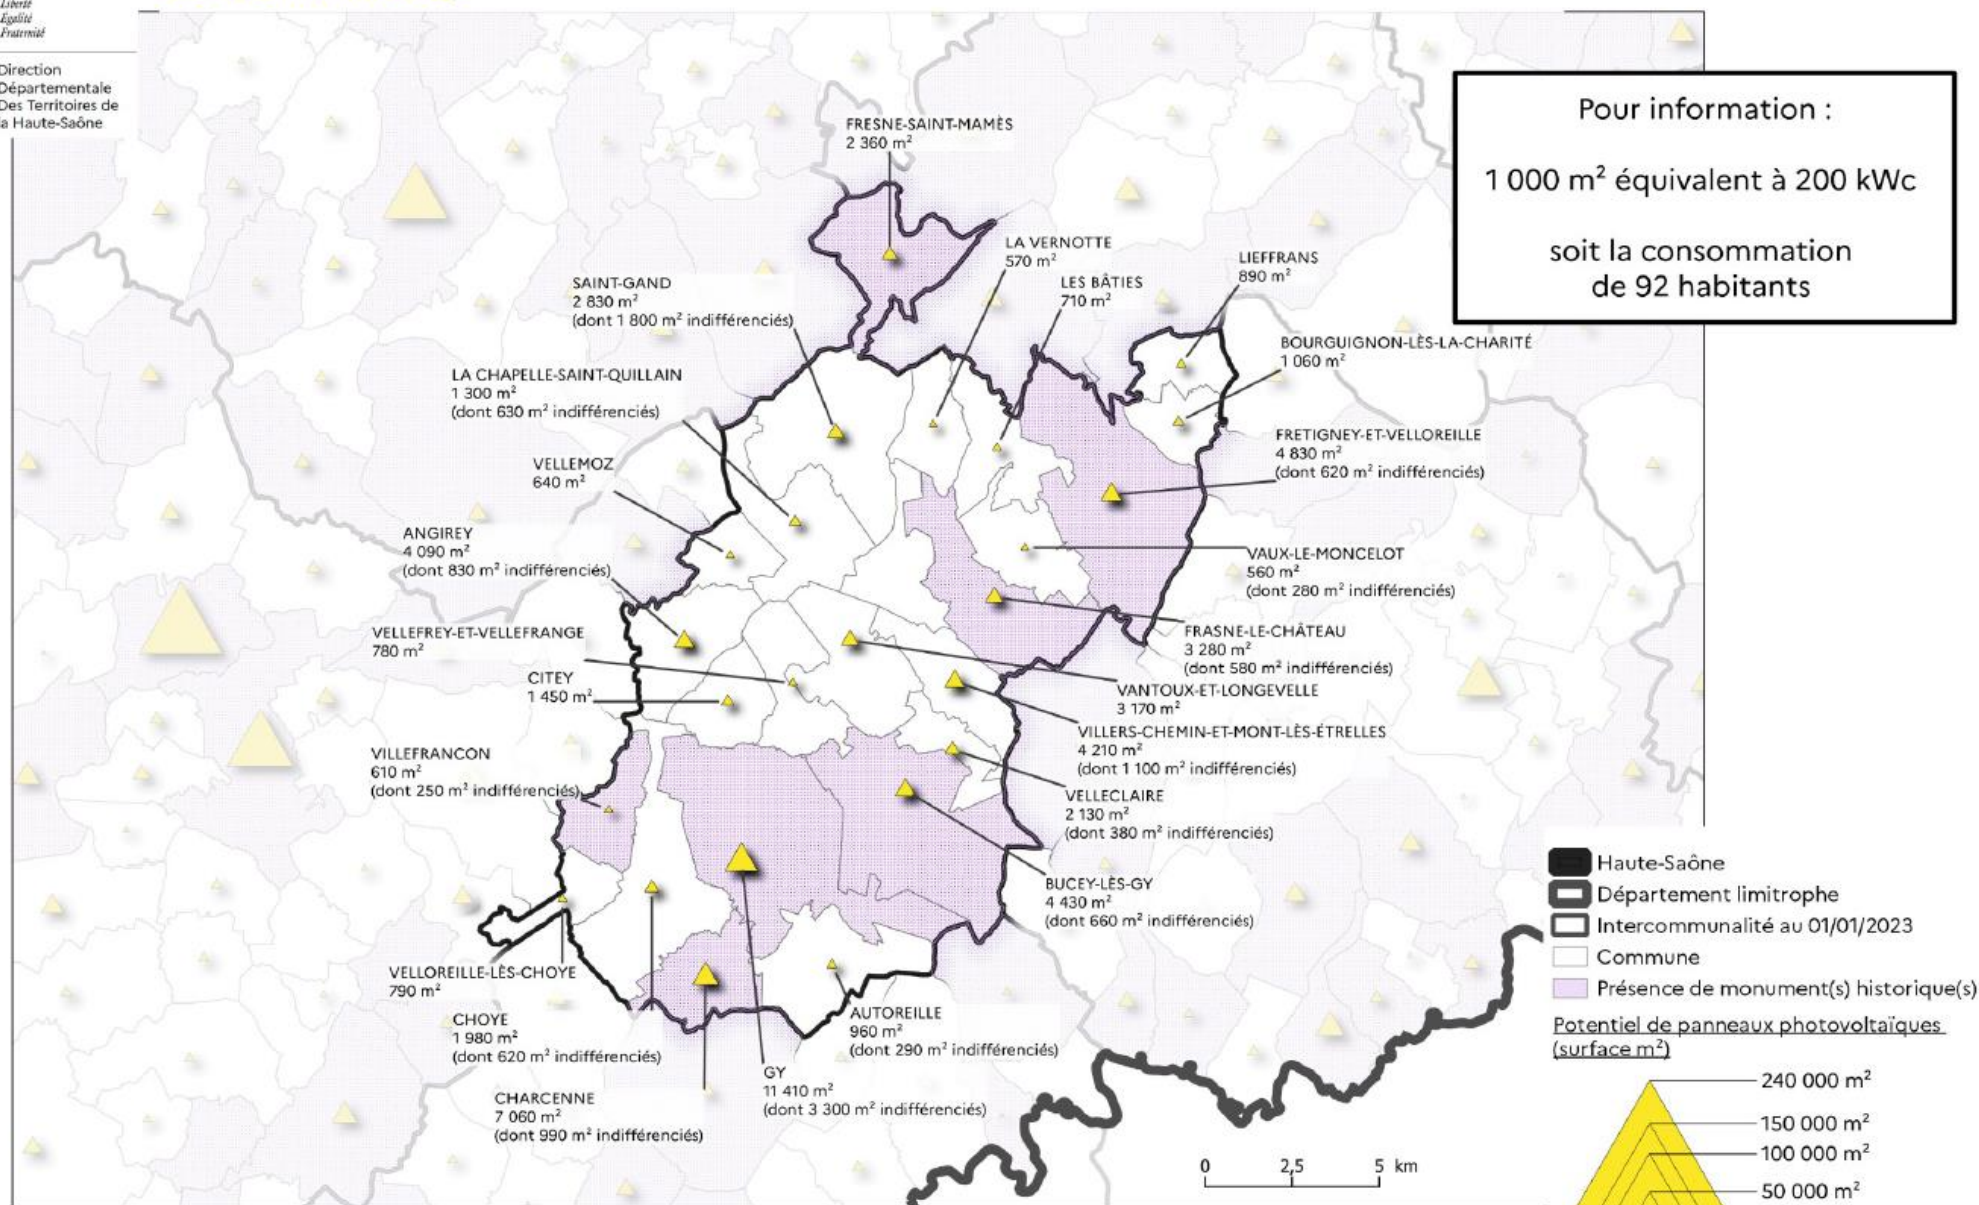 Liberté
Égalité
Fraternité
Direction
Départementale
Des Territoires de
la Haute-Saône
Pour information :
1 000 m² équivalent à 200 kWc
soit la consommation
de 92 habitants
FRESNE-SAINT-MAMÈS
2 360 m²
LA VERNOTTE
570 m²
LES BÂTIES
710 m²
LIEFFRANS
890 m²
SAINT-GAND
2 830 m²
(dont 1 800 m² indifférenciés)
BOURGUIGNON-LÈS-LA-CHARITÉ
1 060 m²
LA CHAPELLE-SAINT-QUILLAIN
1 300 m²
(dont 630 m² indifférenciés)
FRETIGNEY-ET-VELLOREILLE
4 830 m²
(dont 620 m² indifférenciés)
VELLEMOZ
640 m²
ANGIREY
4 090 m²
(dont 830 m² indifférenciés)
VAUX-LE-MONCELOT
560 m²
(dont 280 m² indifférenciés)
VELLEFREY-ET-VELLEFRANGE
780 m²
FRASNE-LE-CHÂTEAU
3 280 m²
(dont 580 m² indifférenciés)
CITEY
1 450 m²
VANTOUX-ET-LONGEVELLE
3 170 m²
VILLERS-CHEMIN-ET-MONT-LÈS-ÉTRELLES
4 210 m²
(dont 1 100 m² indifférenciés)
VILLEFRANCON
610 m²
(dont 250 m² indifférenciés)
VELLECLAIRE
2 130 m²
(dont 380 m² indifférenciés)
BUCEY-LÈS-GY
4 430 m²
(dont 660 m² indifférenciés)
VELLOREILLE-LÈS-CHOYE
790 m²
CHOYE
1 980 m²
(dont 620 m² indifférenciés)
AUTOREILLE
960 m²
(dont 290 m² indifférenciés)
GY
11 410 m²
(dont 3 300 m² indifférenciés)
CHARCENNE
7 060 m²
(dont 990 m² indifférenciés)
Haute-Saône
Département limitrophe
Intercommunalité au 01/01/2023
Commune
Présence de monument(s) historique(s)
Potentiel de panneaux photovoltaïques
(surface m²)
240 000 m²
150 000 m²
100 000 m²
50 000 m²
0 2,5 5 km